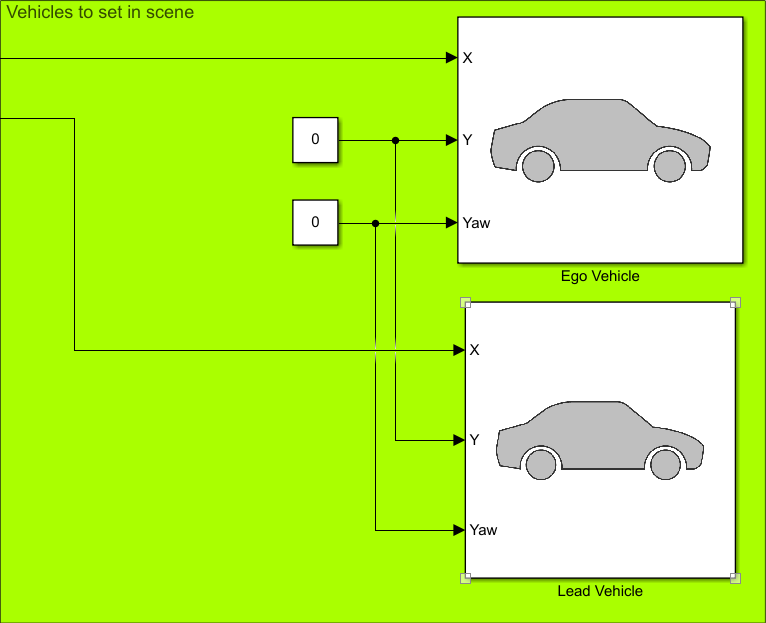 Vehicles to set in scene
X
0
Y
0
Yaw
Ego Vehicle
X
Y
Yaw
Lead Vehicle